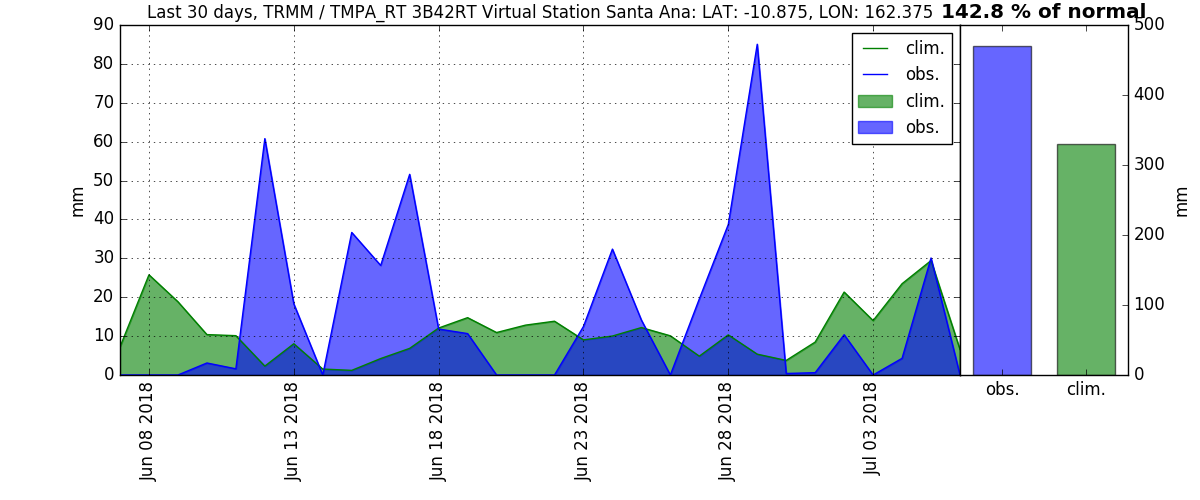 Last 30 days, TRMM / TMPA_RT 3B42RT Virtual Station Santa Ana: LAT: -10.875, LON: 162.375 142.8 % of normal
90
80
70
60
50
40
30
20
10
0
mm
clim.
obs.
clim.
obs.
Jun 08 2018
Jun 13 2018
Jun 18 2018
Jun 23 2018
Jun 28 2018
Jul 03 2018
500
400
300
200
100
0
mm
obs.
clim.